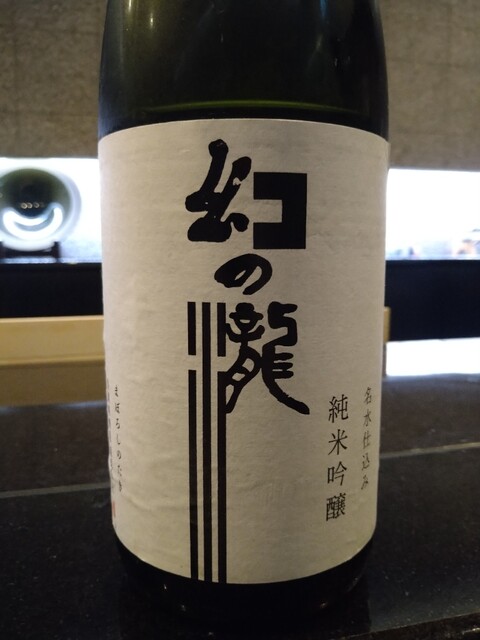 幻の瀧
名水仕込み
純米吟醸
まぼろしのたき